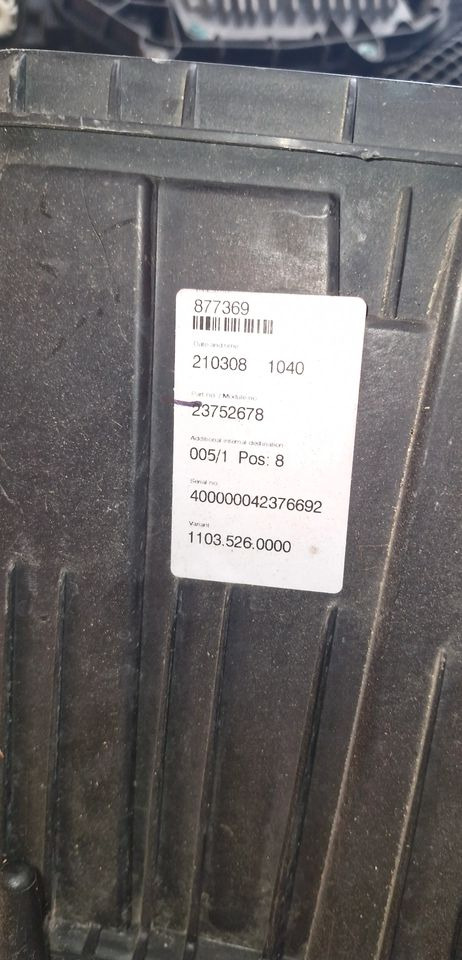 877369
Date and time
210308 1040
Part no. / Module no.
23752678
Additional internal destination
005/1 Pos: 8
Serial no.
400000042376692
Variant
1103.526.0000